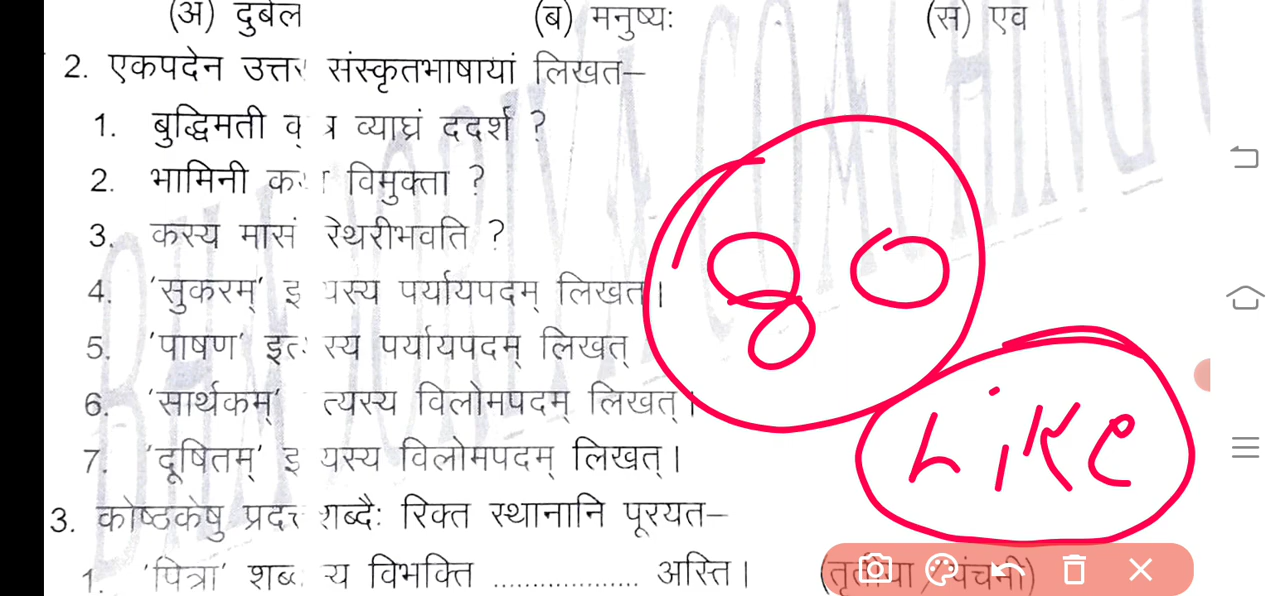 (अ) दुर्बल (ब) मनुष्यः (स) एव
2. एकपदेन उत्तर संस्कृतभाषायां लिखत–
1. बुद्धिमती व्याघ्रं ददर्श ?
2. भामिनी विमुक्ता ?
3. कस्य मासं भवति ?
4. 'सुकरम्' पर्यायपदम् लिखत।
5. 'पाषण' पर्यायपदम् लिखत्
6. 'सार्थकम्' विलोमपदम् लिखत्।
7. 'दूषितम्' विलोमपदम् लिखत्।
3. कोष्ठकेषु शब्दैः रिक्त स्थानानि पूरयत–
1. 'पित्रा' विभक्ति .................. अस्ति। (तृतीया / पंचमी)
80
Like